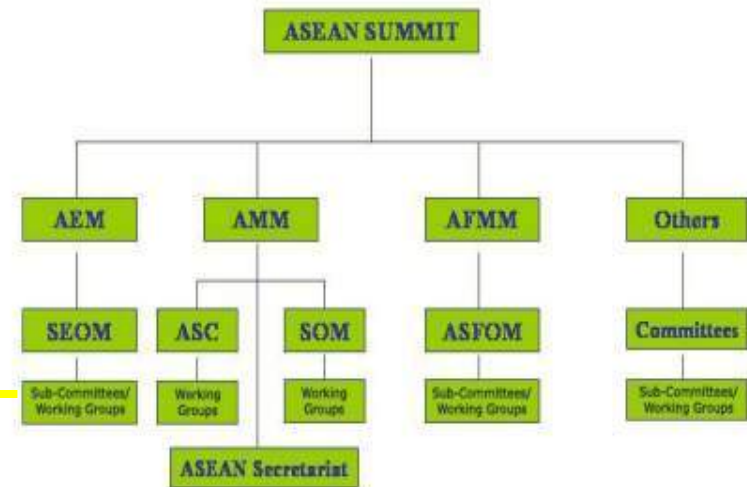 ASEAN SUMMIT
AEM
AMM
AFMM
Others
SEOM
ASC
SOM
ASFOM
Committees
Sub-Committees/
Working Groups
Working
Groups
Working
Groups
Sub-Committees/
Working Groups
Sub-Committees/
Working Groups
ASEAN Secretariat